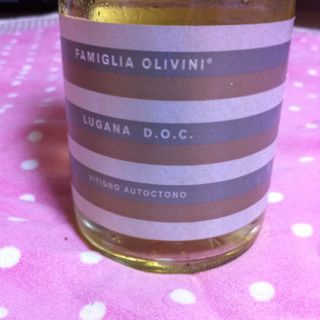 FAMIGLIA OLIVINI®
LUGANA D.O.C.
VITIGNO AUTOCTONO